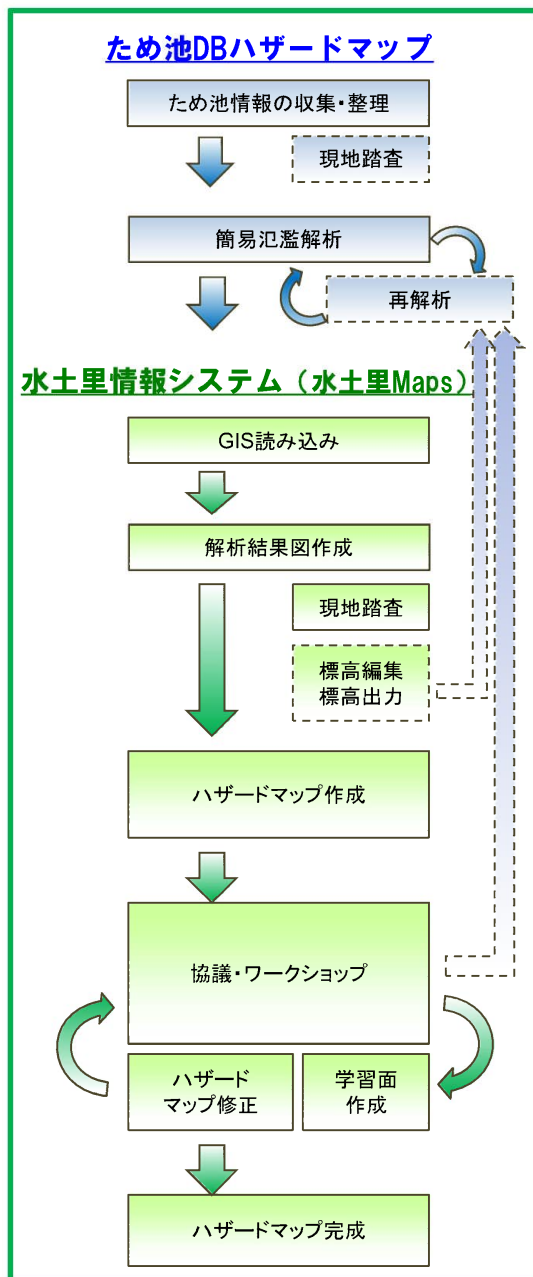 ため池DBハザードマップ
ため池情報の収集・整理
現地踏査
簡易氾濫解析
再解析
水土里情報システム（水土里Maps）
GIS読み込み
解析結果図作成
現地踏査
標高編集
標高出力
ハザードマップ作成
協議・ワークショップ
ハザード
マップ修正
学習面
作成
ハザードマップ完成